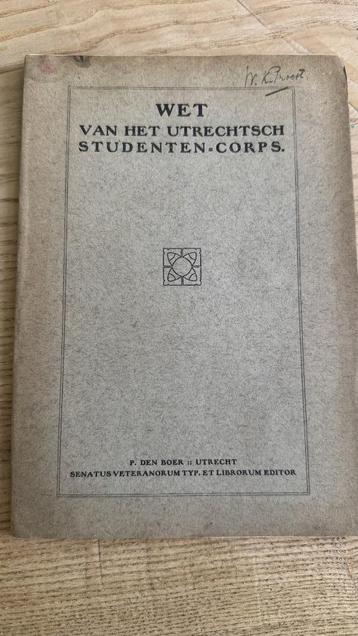 WET
VAN HET UTRECHTSCH
STUDENTEN-CORPS.
P. DEN BOER :: UTRECHT
SENATUS VETERANORUM TYP. ET LIBRORUM EDITOR